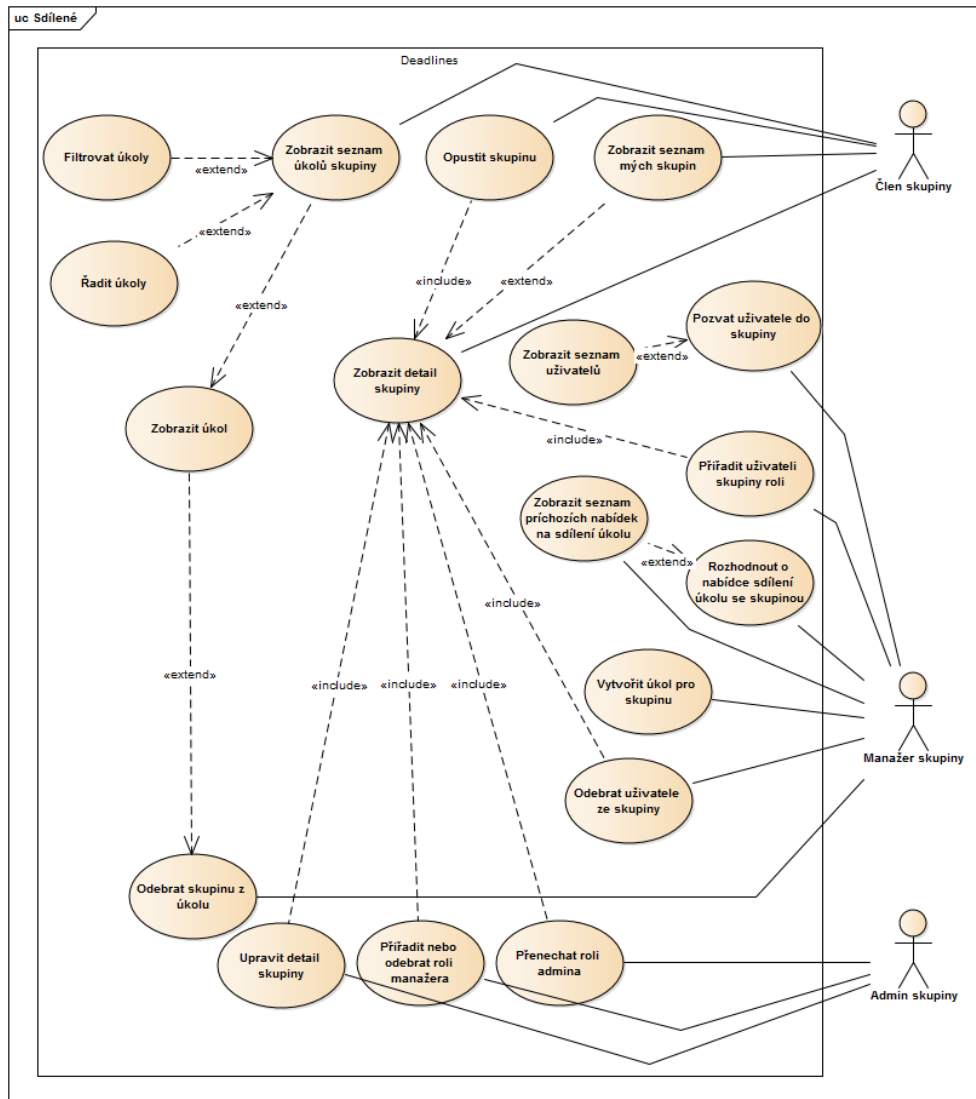 uc Sdílené
Deadlines
Filtrovat úkoly
«extend»
Zobrazit seznam
úkolů skupiny
Opustit skupinu
Zobrazit seznam
mých skupin
Člen skupiny
Řadit úkoly
«extend»
«extend»
«include»
«extend»
Pozvat uživatele do
skupiny
Zobrazit seznam
uživatelů
«extend»
Zobrazit detail
skupiny
Zobrazit úkol
«include»
Přířadit uživateli
skupiny roli
Zobrazit seznam
príchozích nabídek
na sdílení úkolu
«extend»
Rozhodnout o
nabídce sdílení
úkolu se skupinou
«include»
«extend»
«include»
«include»
«include»
Vytvořit úkol pro
skupinu
Manažer skupiny
Odebrat uživatele
ze skupiny
Odebrat skupinu z
úkolu
Upravit detail
skupiny
Přířadit nebo
odebrat roli
manažera
Přenechat roli
admina
Admin skupiny